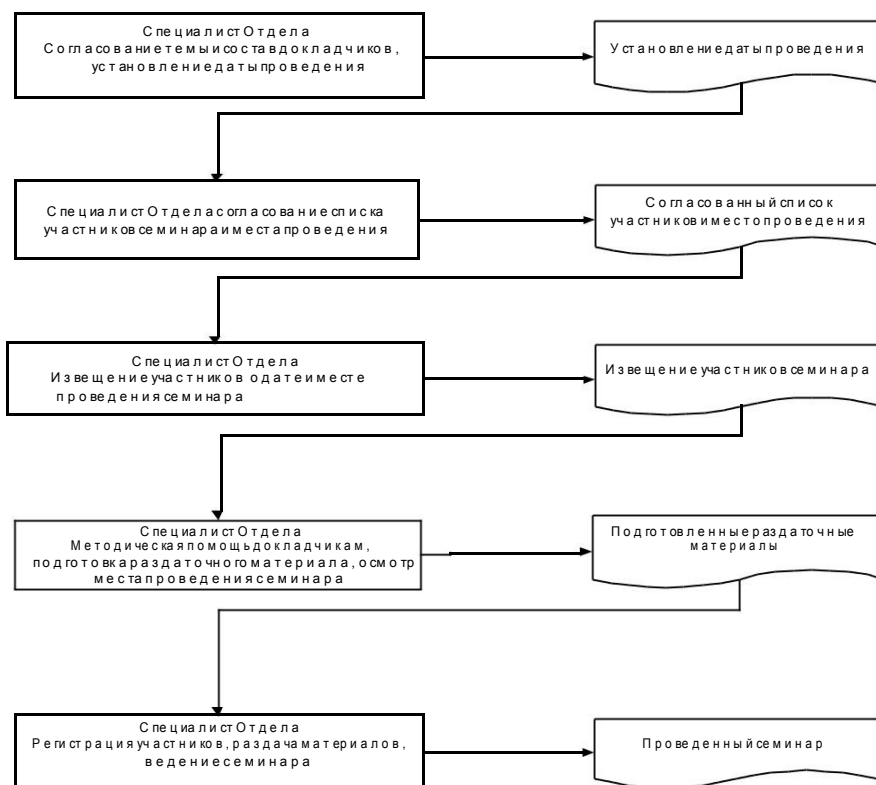 Специалист Отдела
Согласование темы и состав докладчиков,
установление даты проведения
Установление даты проведения
Специалист Отдела согласование списка
участников семинара и места проведения
Согласованный список
участников и место проведения
Специалист Отдела
Извещение участников о дате и месте
проведения семинара
Извещение участников семинара
Специалист Отдела
Методическая помощь докладчикам,
подготовка раздаточного материала, осмотр
места проведения семинара
Подготовленные раздаточные
материалы
Специалист Отдела
Регистрация участников, раздача материалов,
ведение семинара
Проведенный семинар